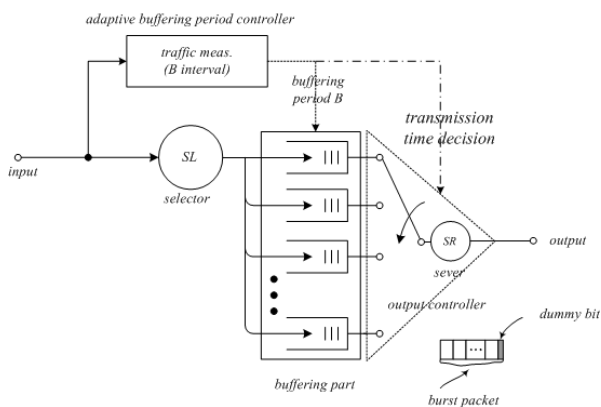 adaptive buffering period controller
traffic meas.
(B interval)
buffering
period B
transmission
time decision
input
SL
selector
SR
sever
output
output controller
dummy bit
buffering part
burst packet